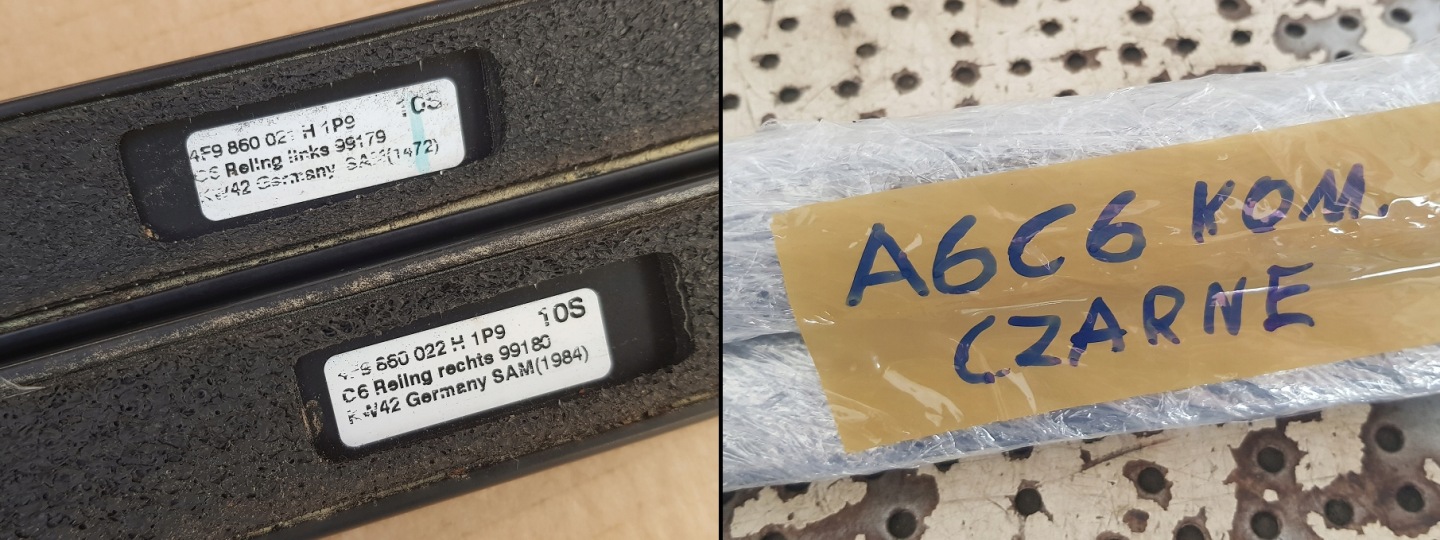 10S
4F9 860 021 H 1P9
C6 Reling links 99179
KW42 Germany SAM(1472)
10S
4F9 860 022 H 1P9
C6 Reling rechts 99180
KW42 Germany SAM(1984)
A6C6 KOM.
CZARNE